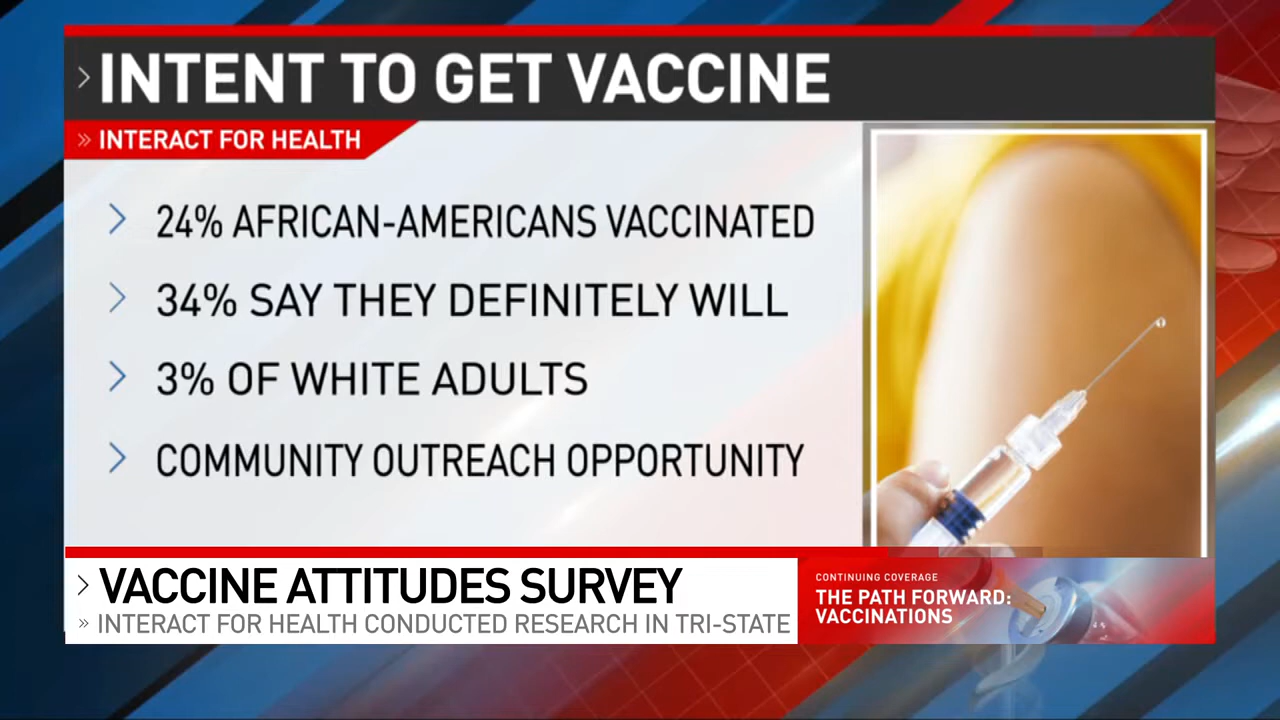 INTENT TO GET VACCINE
INTERACT FOR HEALTH
24% AFRICAN-AMERICANS VACCINATED
34% SAY THEY DEFINITELY WILL
3% OF WHITE ADULTS
COMMUNITY OUTREACH OPPORTUNITY
VACCINE ATTITUDES SURVEY
INTERACT FOR HEALTH CONDUCTED RESEARCH IN TRI-STATE
CONTINUING COVERAGE
THE PATH FORWARD:
VACCINATIONS